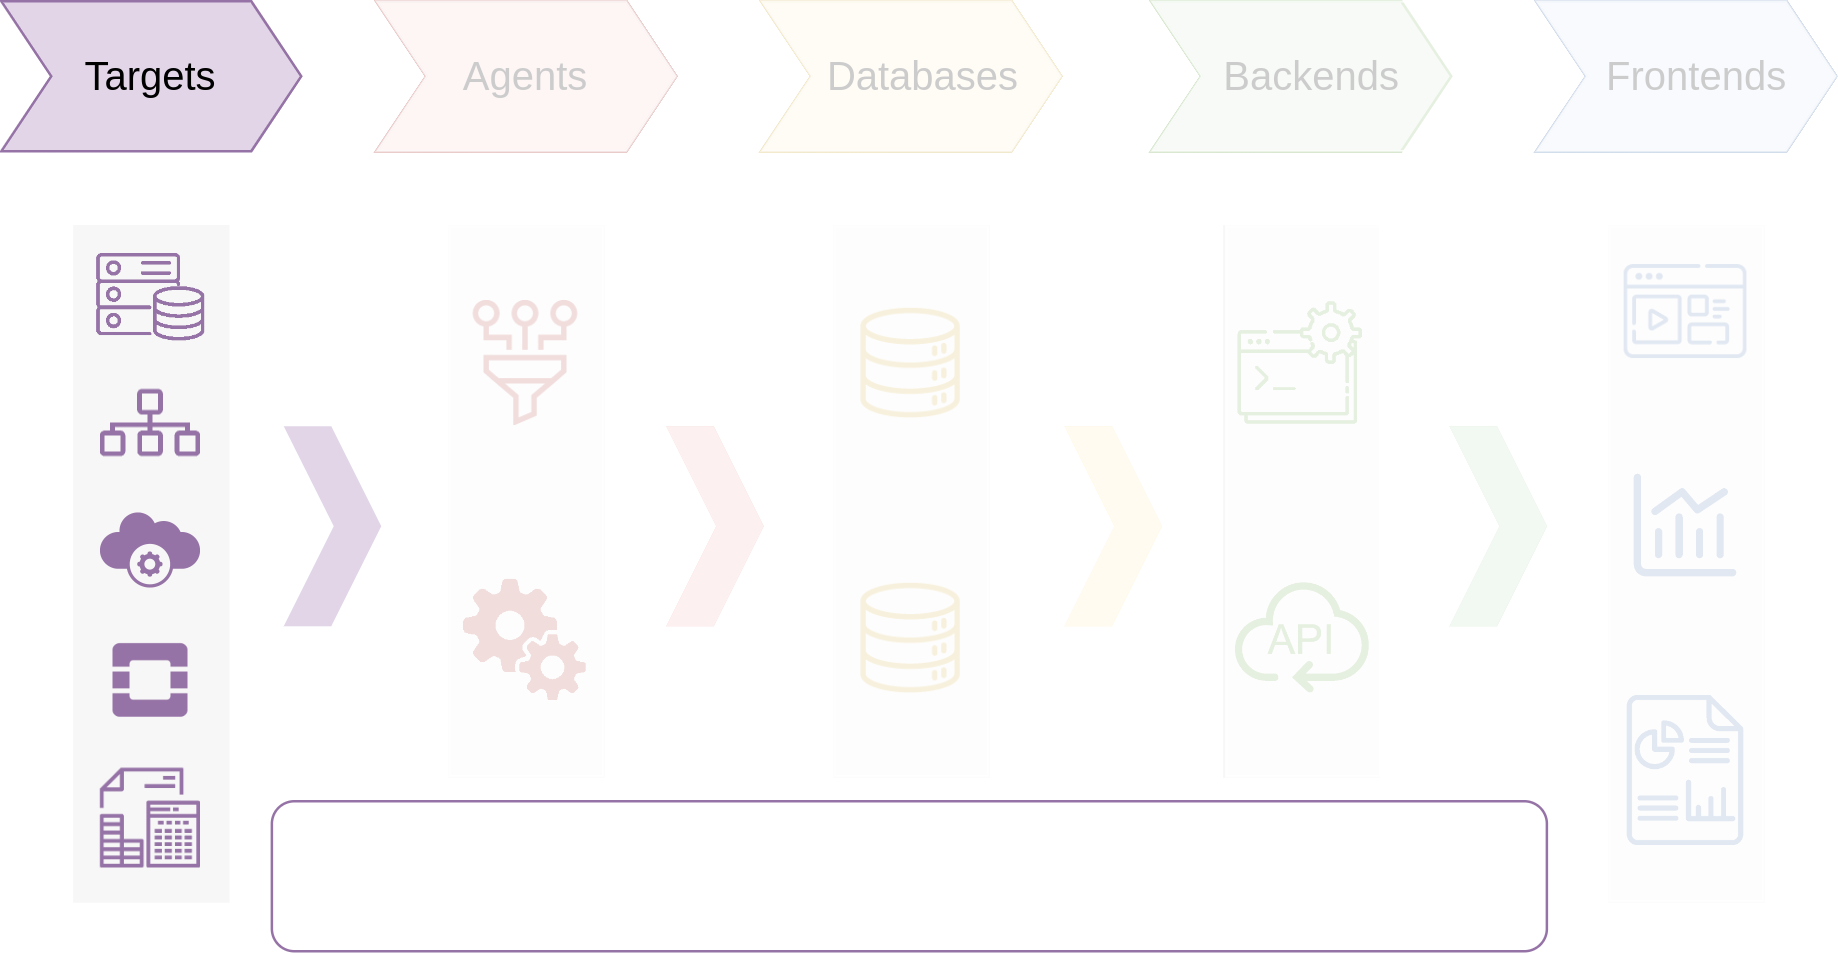 Targets
Agents
Databases
Backends
Frontends
API